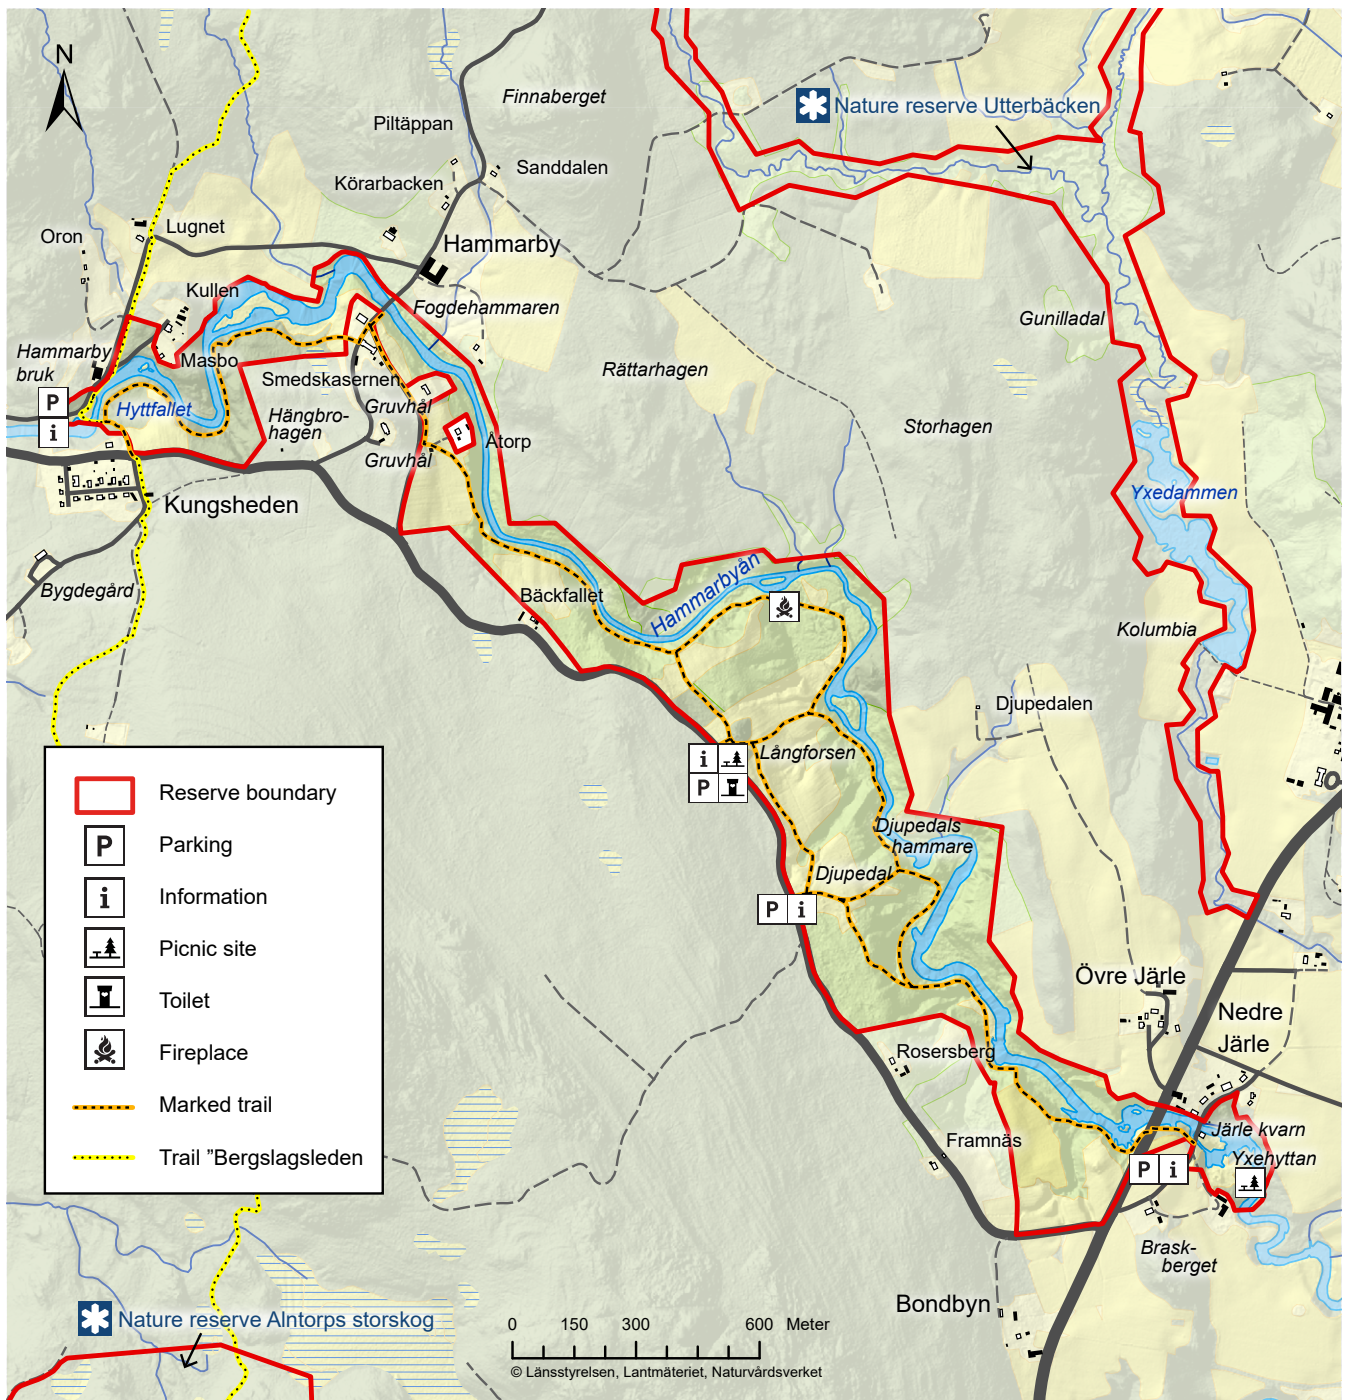 N
Finnaberget
Piltäppan
Sanddalen
Körarbacken
Nature reserve Utterbäcken
Lugnet
Oron
Hammarby
Kullen
Fogdehammaren
Gunilladal
Hammarby
bruk
Masbo
Rättarhagen
Smedskasernen
P
i
Hyttfallet
Hängbro-
hagen
Gruvhål
Storhagen
Åtorp
Gruvhål
Yxedammen
Kungsheden
Bygdegård
Bäckfallet
Hammarbyån
Kolumbia
Djupedalen
i
P
Långforsen
Djupedals
hammare
Djupedal
P i
Övre Järle
Nedre
Järle
Rosersberg
Framnäs
Järle kvarn
Yxehyttan
P i
Brask-
berget
Bondbyn
Reserve boundary
P Parking
i Information
Picnic site
Toilet
Fireplace
Marked trail
Trail ”Bergslagsleden
Nature reserve Alntorps storskog
0 150 300 600 Meter
© Länsstyrelsen, Lantmäteriet, Naturvårdsverket